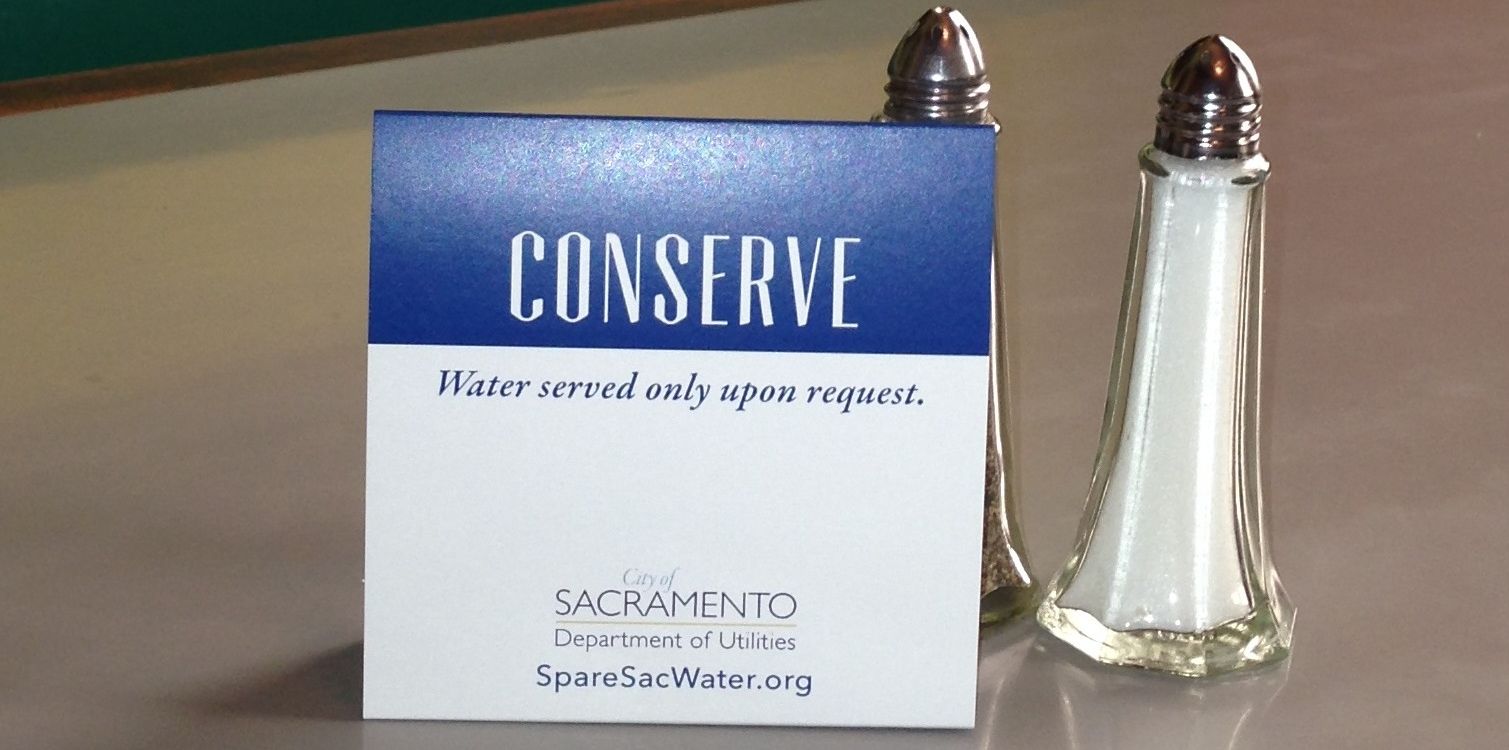 CONSERVE
Water served only upon request.
City of
SACRAMENTO
Department of Utilities
SpareSacWater.org